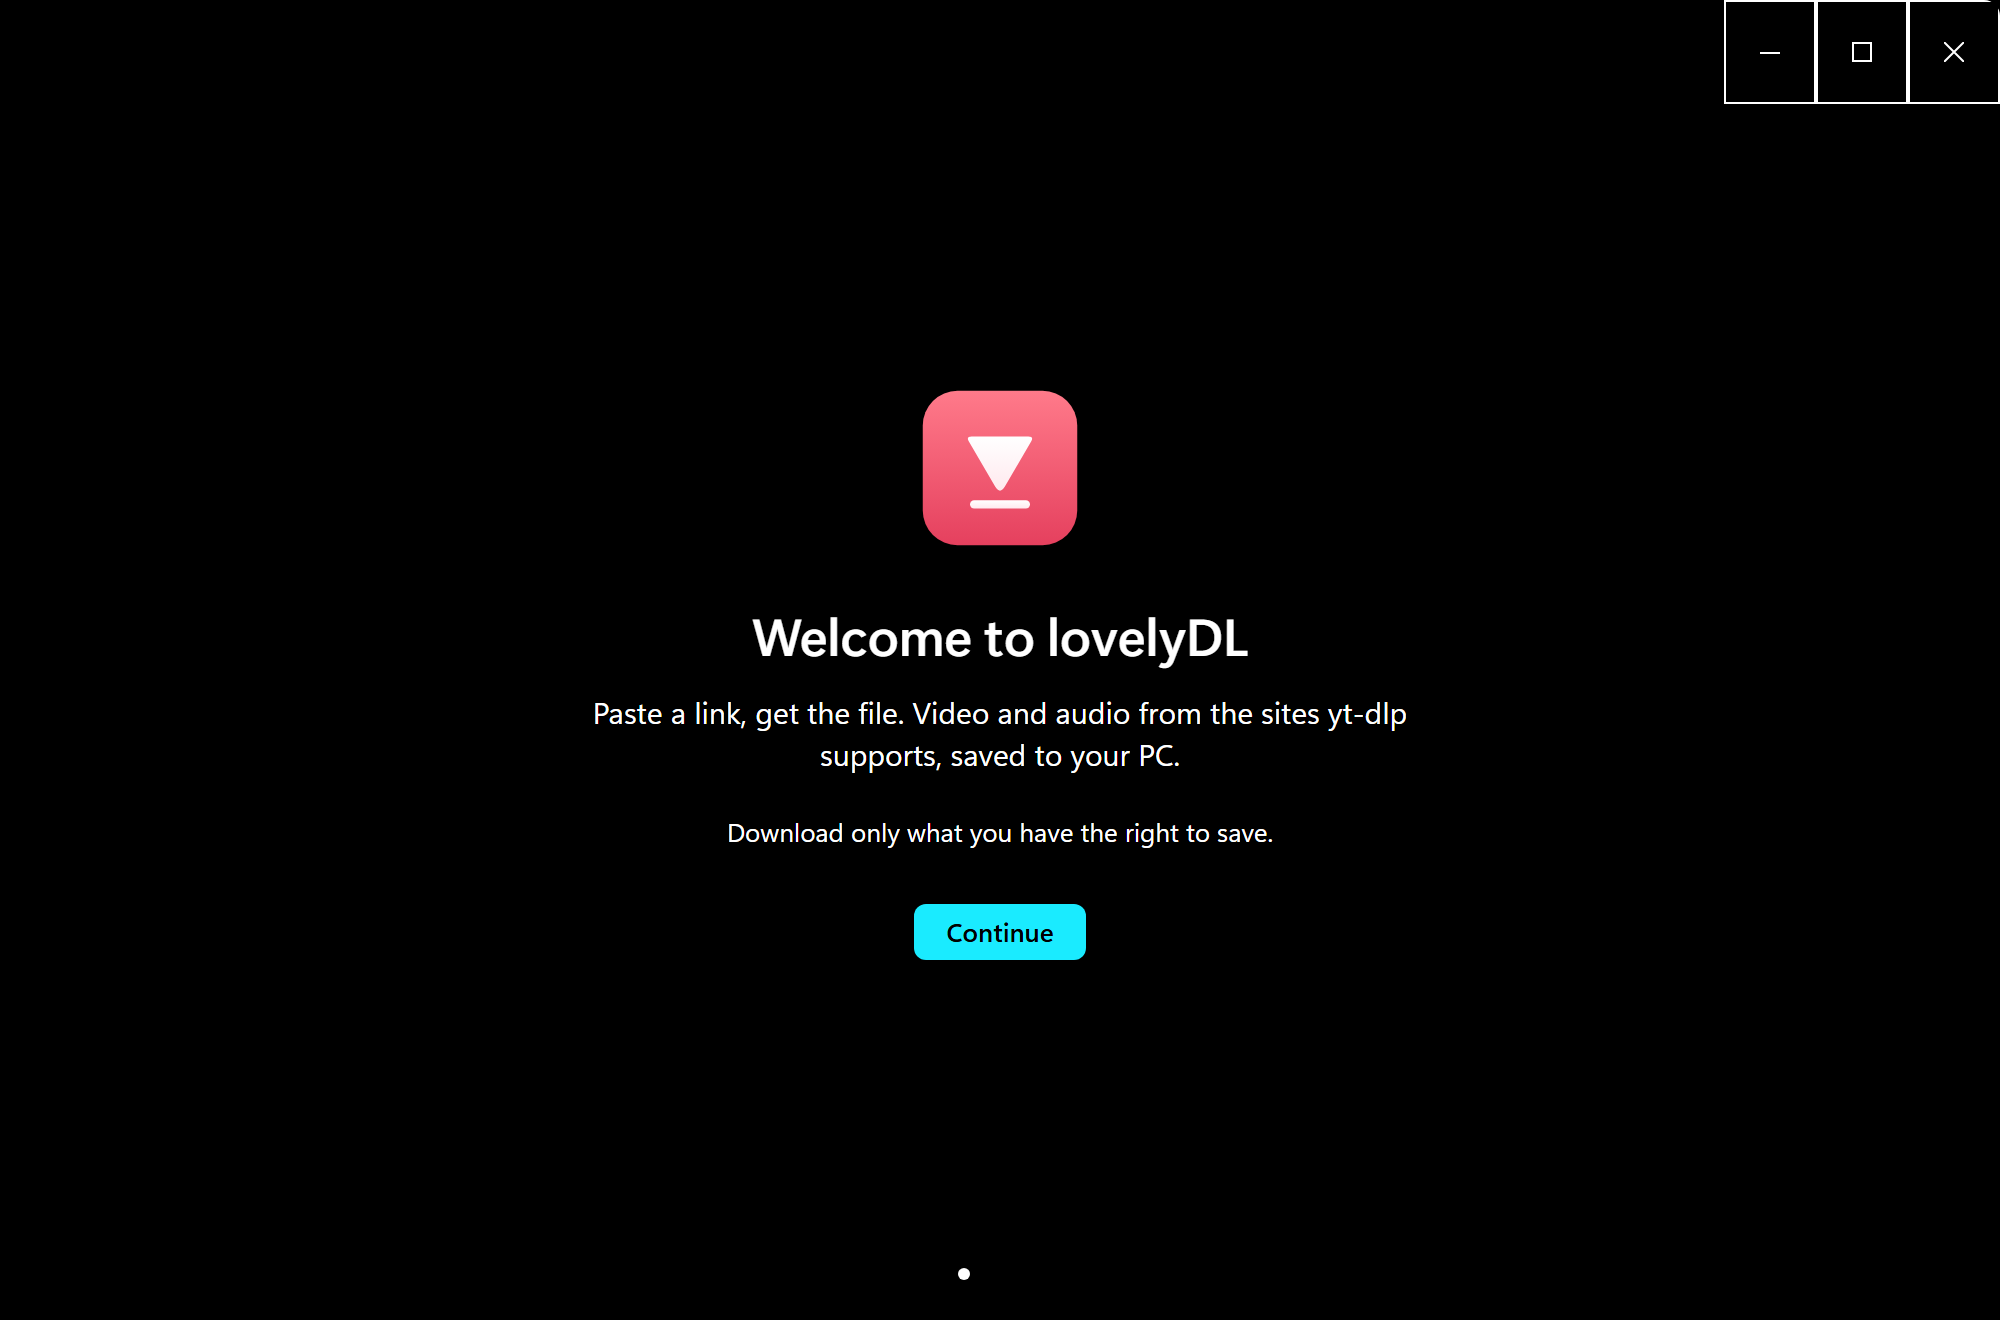 Welcome to lovelyDL
Paste a link, get the file. Video and audio from the sites yt-dlp
supports, saved to your PC.
Download only what you have the right to save.
Continue